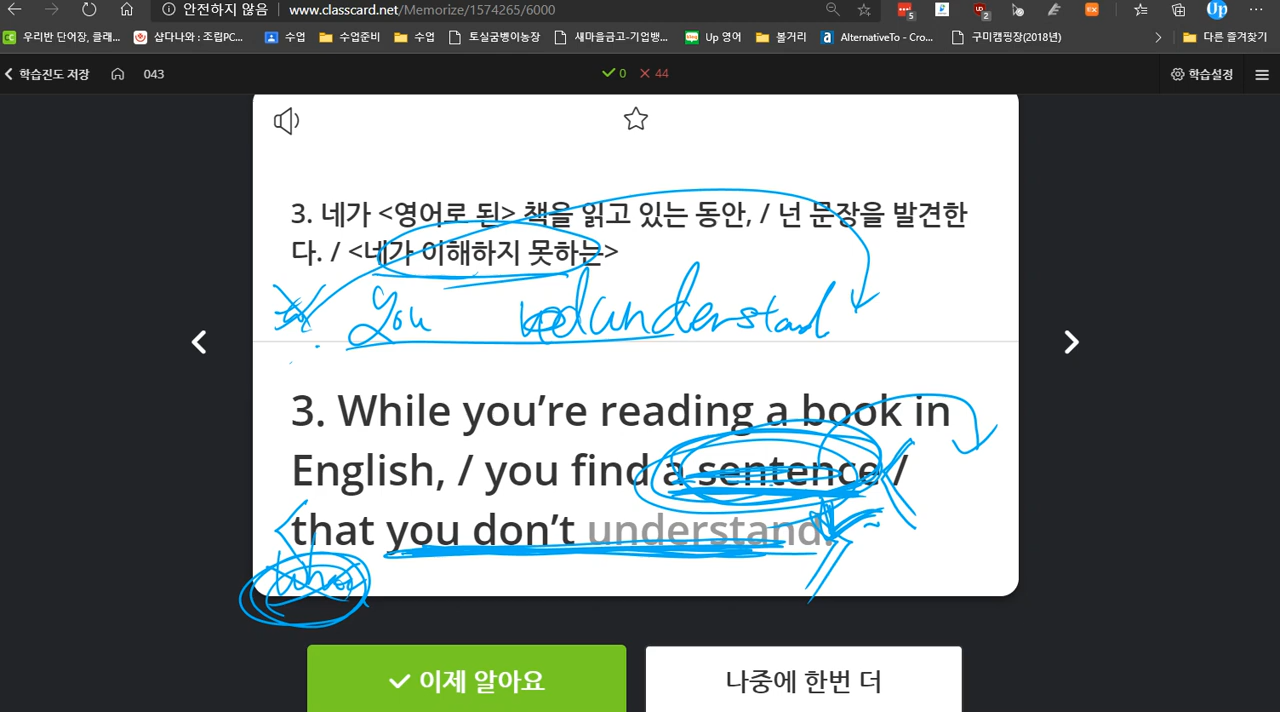 안전하지 않음 www.classcard.net/Memorize/1574265/6000 5 2 Up
우리반 단어장, 클래... 샵다나와 : 조립PC... 수업 수업준비 수업 토실굼벵이농장 새마을금고-기업뱅... Up 영어 볼거리 AlternativeTo - Cro... 구미캠핑장(2018년) 다른 즐겨찾기
학습진도 저장 043 0 44 학습설정
3. 네가 <영어로 된> 책을 읽고 있는 동안, / 넌 문장을 발견한
다. / <네가 이해하지 못하는>
You understand
3. While you're reading a book in
English, / you find a sentence /
that you don't understand.
이제 알아요 나중에 한번 더